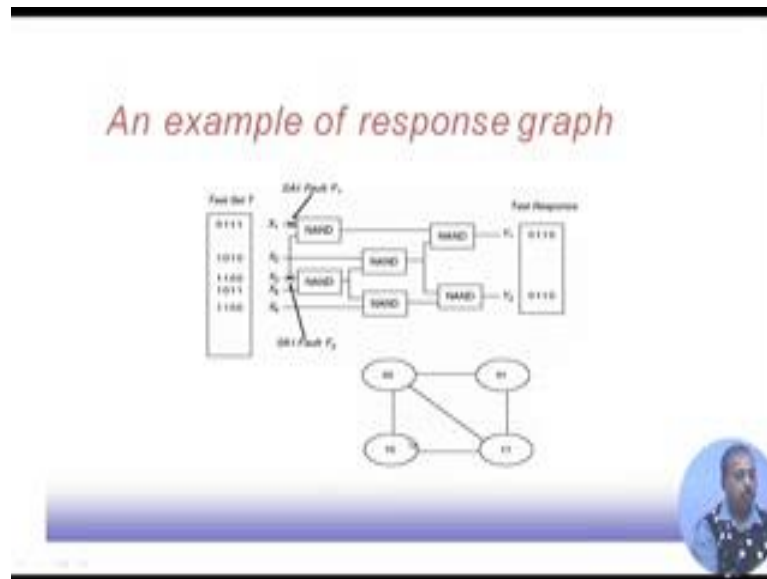 An example of response graph
SA1 Fault F₁
Test Set T
Test Response
0111
X₁
NAND
NAND
Y₁
0110
1010
X₂
NAND
1100
X₃
NAND
1011
X₄
NAND
Y₂
0110
1100
X₅
NAND
SA1 Fault F₂
00
01
10
11